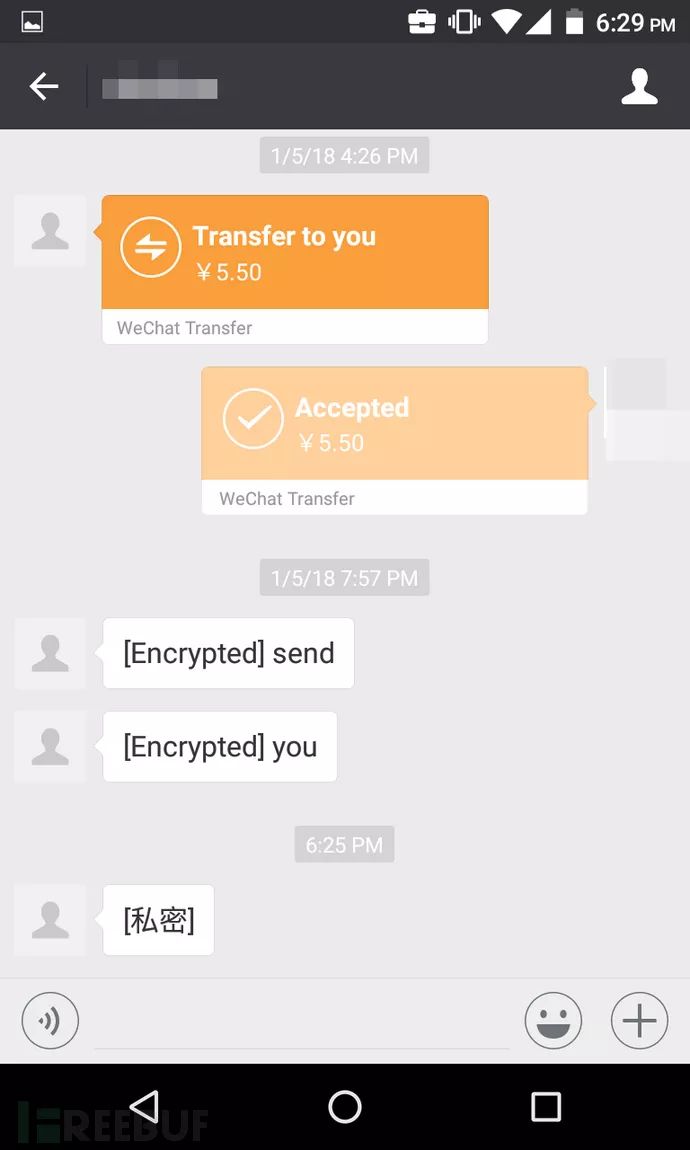 6:29 PM
1/5/18 4:26 PM
Transfer to you
￥5.50
WeChat Transfer
Accepted
￥5.50
WeChat Transfer
1/5/18 7:57 PM
[Encrypted] send
[Encrypted] you
6:25 PM
[私密]
FREEBUF